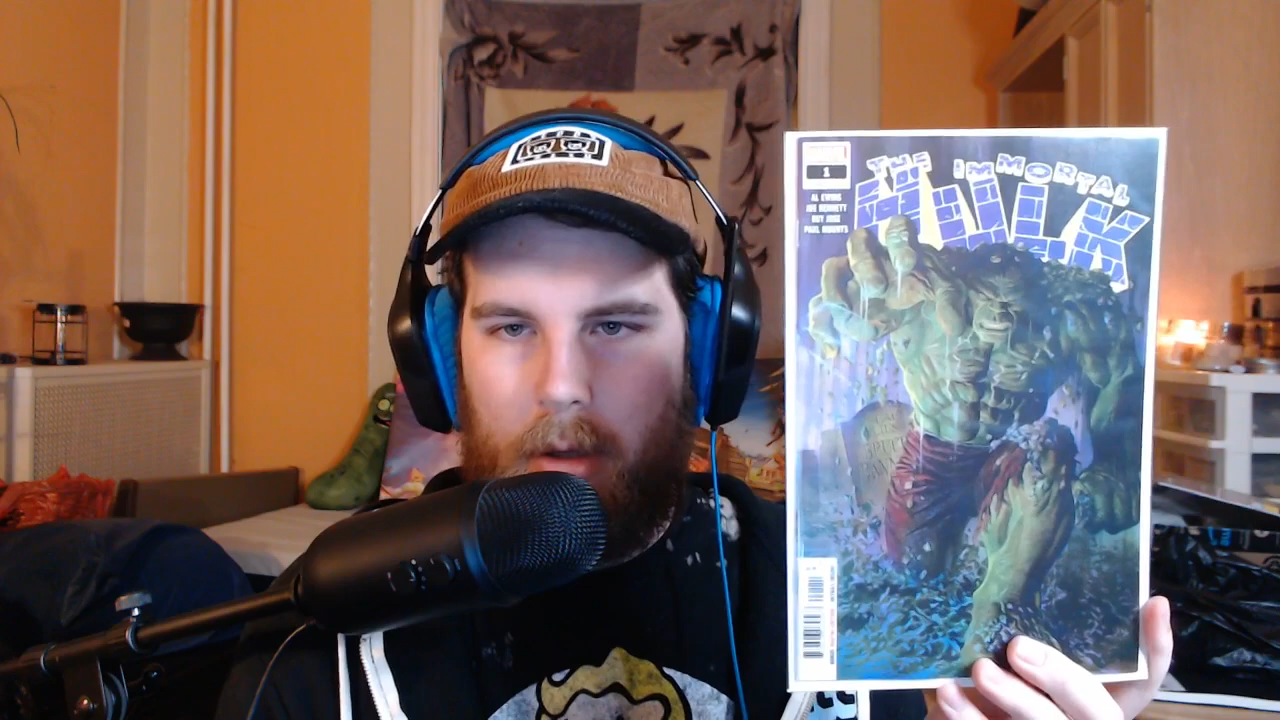 1
THE IMMORTAL
HULK
AL EWING
JOE BENNETT
RUY JOSÉ
PAUL MOUNTS